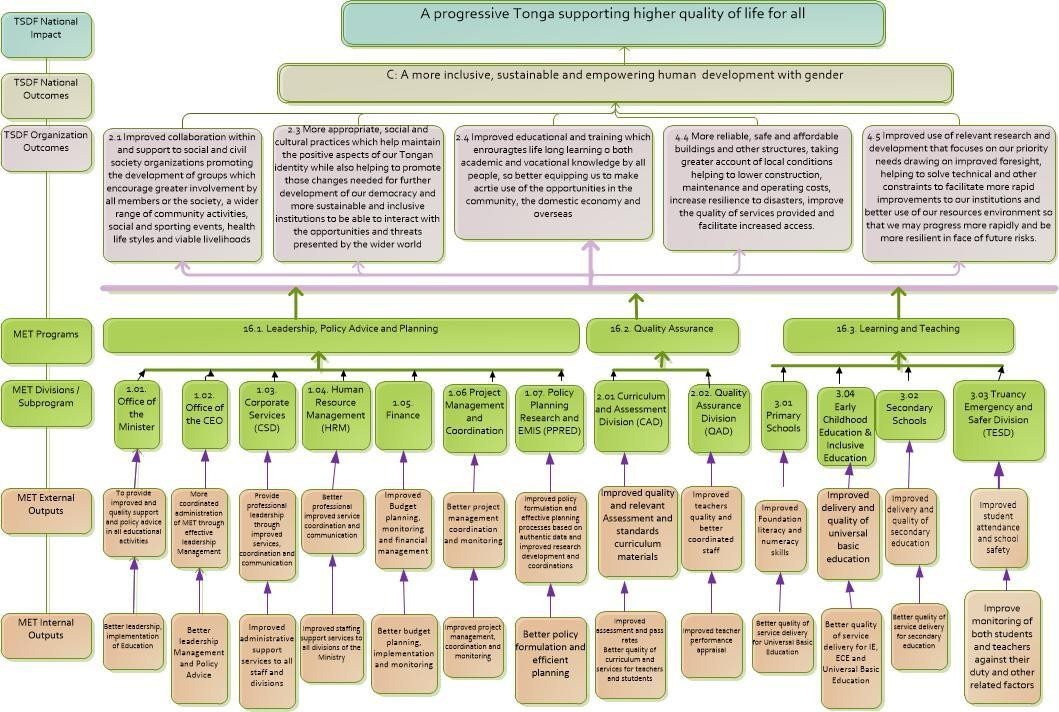 TSDF National
Impact
A progressive Tonga supporting higher quality of life for all
TSDF National
Outcomes
C: A more inclusive, sustainable and empowering human development with gender
TSDF Organization
Outcomes
2.1 Improved collaboration within
and support to social and civil
society organizations promoting
the development of groups which
encourage greater involvement by
all members or the society, a wider
range of community activities,
social and sporting events, health
life styles and viable livelihoods
2.3 More appropriate, social and
cultural practices which help maintain
the positive aspects of our Tongan
identity while also helping to promote
those changes needed for further
development of our democracy and
more sustainable and inclusive
institutions to be able to interact with
the opportunities and threats
presented by the wider world
2.4 Improved educational and training which
enrouragtes life long learning o both
academic and vocational knowledge by all
people, so better equipping us to make
actrie use of the opportunities in the
community, the domestic economy and
overseas
4.4 More reliable, safe and affordable
buildings and other structures, taking
greater account of local conditions
helping to lower construction,
maintenance and operating costs,
increase resilience to disasters, improve
the quality of services provided and
facilitate increased access.
4.5 Improved use of relevant research and
development that focuses on our priority
needs drawing on improved foresight,
helping to solve technical and other
constraints to facilitate more rapid
improvements to our institutions and
better use of our resources environment so
that we may progress more rapidly and be
more resilient in face of future risks.
MET Programs
16.1. Leadership, Policy Advice and Planning
16.2. Quality Assurance
16.3. Learning and Teaching
MET Divisions /
Subprogram
1.01.
Office of
the
Minister
1.02.
Office of
the CEO
1.03.
Corporate
Services
(CSD)
1.04. Human
Resource
Management
(HRM)
1.05.
Finance
1.06 Project
Management
and
Coordination
1.07. Policy
Planning
Research and
EMIS (PPRED)
2.01 Curriculum
and Assessment
Division (CAD)
2.02. Quality
Assurance
Division
(QAD)
3.01
Primary
Schools
3.04
Early
Childhood
Education &
Inclusive
Education
3.02
Secondary
Schools
3.03 Truancy
Emergency and
Safer Division
(TESD)
MET External
Outputs
To provide
improved and
quality support
and policy advice
in all educational
activities
More
coordinated
administration
of MET through
effective
leadership
Management
Provide
professional
leadership
through
improved
services,
coordination and
communication
Better
professional
improved service
coordination and
communication
Improved
Budget
planning,
monitoring
and financial
management
Better project
management
coordination
and monitoring
Improved policy
formulation and
effective planning
processes based on
authentic data and
improved research
development and
coordinations
Improved quality
and relevant
Assessment and
standards
curriculum
materials
Improved
teachers
quality and
better
coordinated
staff
Improved
Foundation
literacy and
numeracy
skills
Improved
delivery and
quality of
universal
basic
education
Improved
delivery and
quality of
secondary
education
Improved
student
attendance
and school
safety
MET Internal
Outputs
Better leadership,
implementation
of Education
Better
leadership
Management
and Policy
Advice
Improved
administrative
support
services to all
staff and
divisions
Improved staffing
support services to
all divisions of the
Ministry
Better budget
planning,
implementation
and monitoring
Improved project
management,
coordination and
monitoring
Better policy
formulation and
efficient
planning
Improved
assessment and pass
rates
Better quality of
curriculum and
services for teachers
and students
Improved teacher
performance
appraisal
Better quality of
service delivery
for Universal Basic
Education
Better quality
of service
delivery for IE,
ECE and
Universal Basic
Education
Better quality of
service delivery
for secondary
education
Improve
monitoring of
both students
and teachers
against their
duty and other
related factors